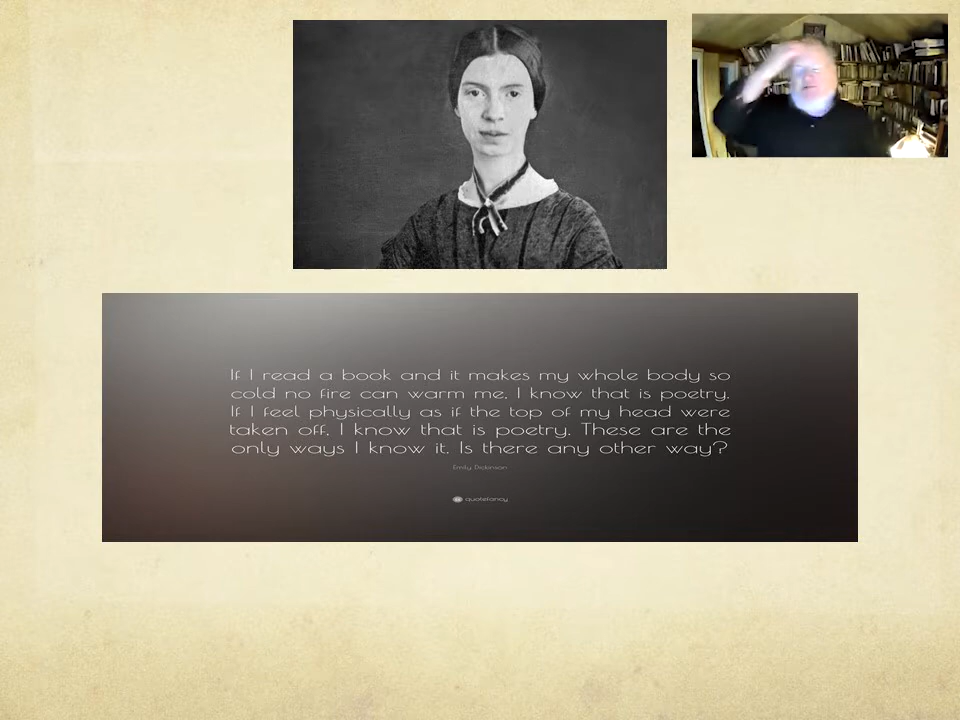 If I read a book and it makes my whole body so
cold no fire can warm me, I know that is poetry.
If I feel physically as if the top of my head were
taken off, I know that is poetry. These are the
only ways I know it. Is there any other way?
Emily Dickinson
quotefancy